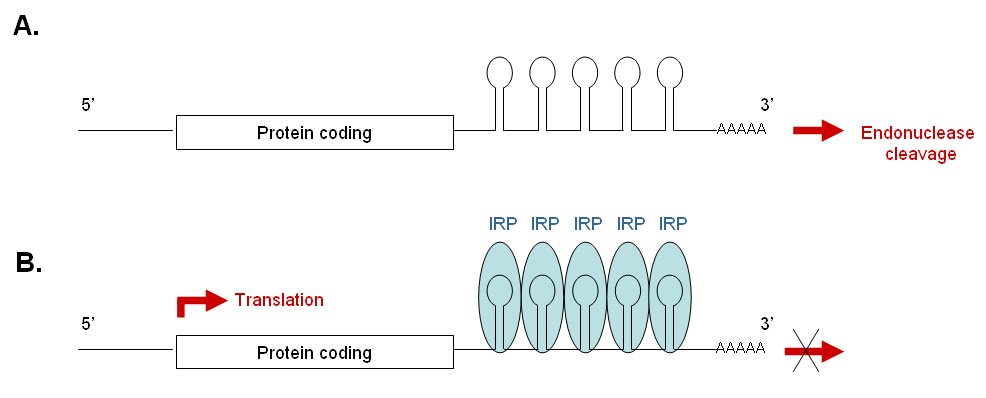 A.
5'
3'
Protein coding
AAAAA
Endonuclease
cleavage
IRP IRP IRP IRP IRP
B.
Translation
5'
3'
Protein coding
AAAAA